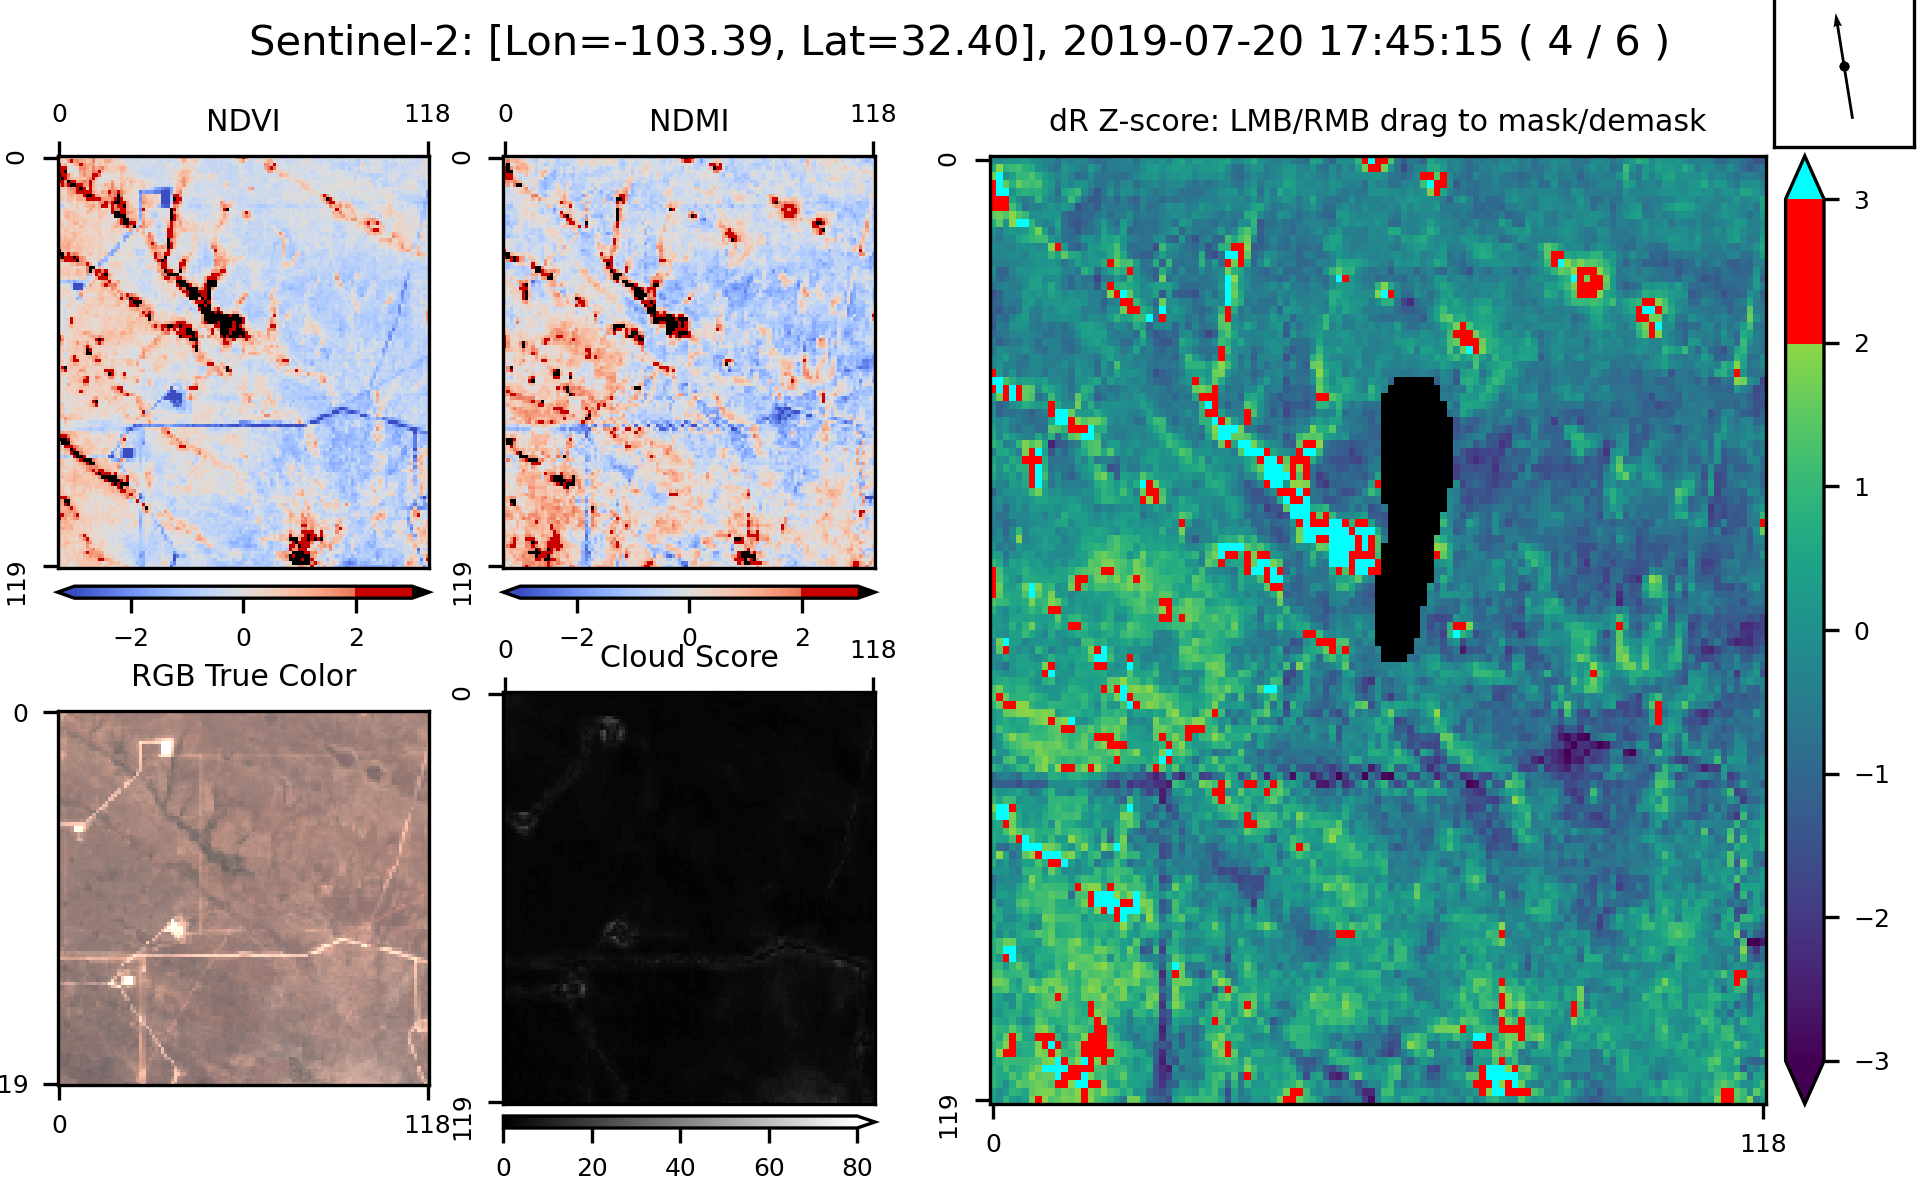 Sentinel-2: [Lon=-103.39, Lat=32.40], 2019-07-20 17:45:15 ( 4 / 6 )
NDVI
0 118
0
119
−2 0 2
NDMI
0 118
0
119
−2 0 2
dR Z-score: LMB/RMB drag to mask/demask
0
119
0 118
3
2
1
0
−1
−2
−3
RGB True Color
0
19
0 118
Cloud Score
0 118
0
119
0 20 40 60 80